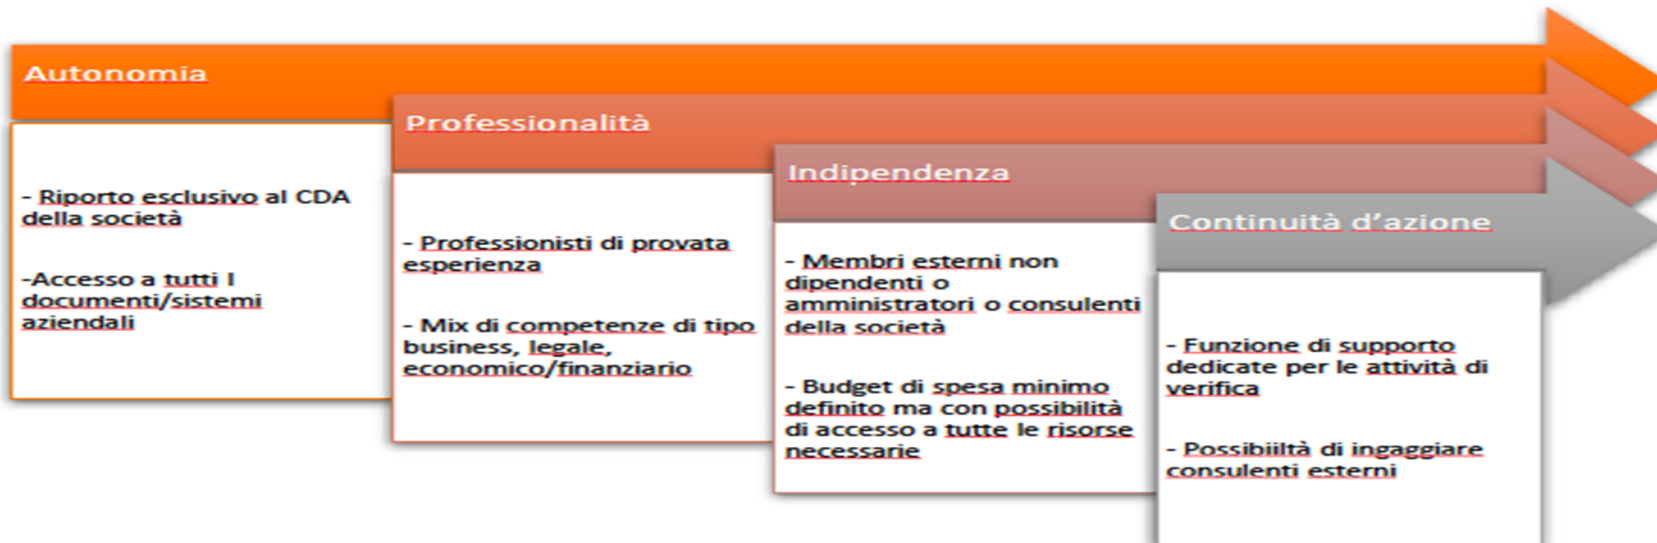 Autonomia
- Riporto esclusivo al CDA
della società
-Accesso a tutti I
documenti/sistemi
aziendali
Professionalità
- Professionisti di provata
esperienza
- Mix di competenze di tipo
business, legale,
economico/finanziario
Indipendenza
- Membri esterni non
dipendenti o
amministratori o consulenti
della società
- Budget di spesa minimo
definito ma con possibilità
di accesso a tutte le risorse
necessarie
Continuità d’azione
- Funzione di supporto
dedicate per le attività di
verifica
- Possibiiltà di ingaggiare
consulenti esterni